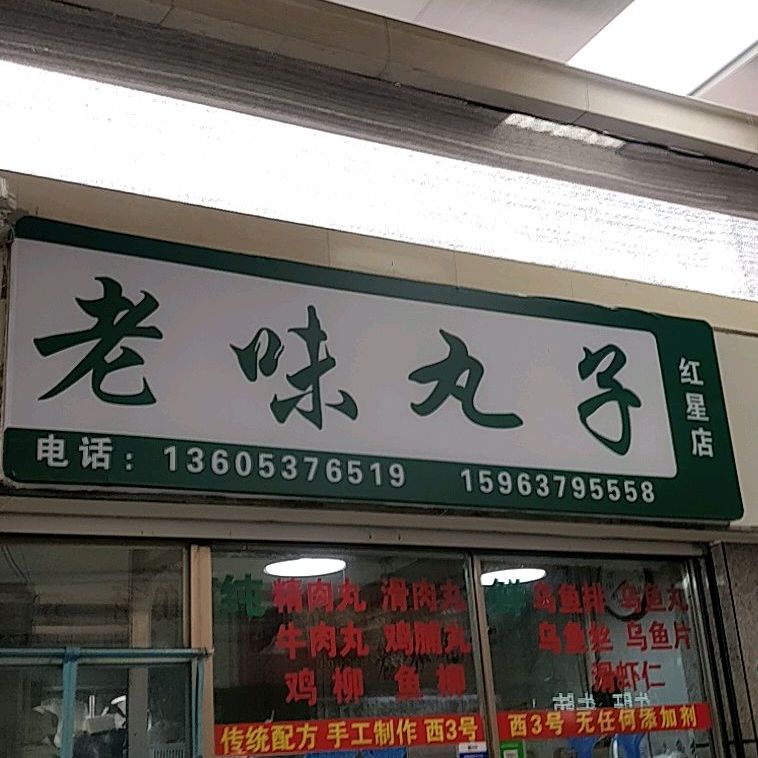 老味丸子
红星店
电话：13605376519 15963795558
纯 精肉丸 滑肉丸
牛肉丸 鸡腩丸
鸡柳 鱼柳
鲜 乌鱼排 乌鱼丸
乌鱼丝 乌鱼片
滑虾仁
传统配方 手工制作 西3号
西3号 无任何添加剂